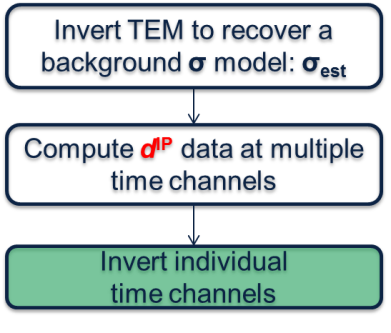 Invert TEM to recover a
background σ model: σest
Compute dIP data at multiple
time channels
Invert individual
time channels